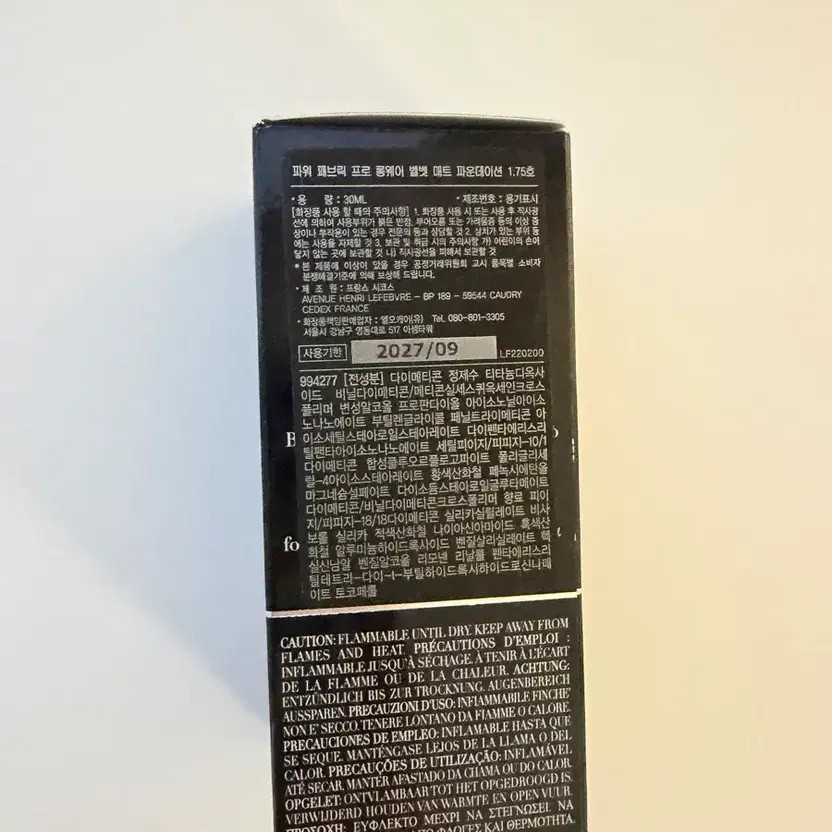 파워 패브릭 프로 롱웨어 벨벳 매트 파운데이션 1.75호
• 용 량 : 30ML • 제조번호 : 용기표시
[화장품 사용 할 때의 주의사항] 1. 화장품 사용 시 또는 사용 후 직사광
선에 의하여 사용부위가 붉은 반점, 부어오름 또는 가려움증 등의 이상 증
상이나 부작용이 있는 경우 전문의 등과 상담할 것 2. 상처가 있는 부위 등
에는 사용을 자제할 것 3. 보관 및 취급 시의 주의사항 가) 어린이의 손이
닿지 않는 곳에 보관할 것 나) 직사광선을 피해서 보관할 것
• 본 제품에 이상이 있을 경우 공정거래위원회 고시 품목별 소비자
분쟁해결기준에 의해 보상해 드립니다.
• 제 조 원 : 프랑스 시코스
AVENUE HENRI LEFEBVRE - BP 189 - 59544 CAUDRY
CEDEX FRANCE
• 화장품책임판매업자 : 엘오케이(유) Tel. 080-801-3305
서울시 강남구 영동대로 517 아셈타워
사용기한 2027/09 LF220200
994277 [전성분] 다이메티콘 정제수 티타늄디옥사
이드 비닐다이메티콘/메티콘실세스퀴옥세인크로스
폴리머 변성알코올 프로판다이올 아이소노닐아이소
노나노에이트 부틸렌글라이콜 페닐트라이메티콘 아
이소세틸스테아로일스테아레이트 다이펜타에리스리
틸펜타아이소노나노에이트 세틸피이지/피피지-10/1
다이메티콘 합성플루오르플로고파이트 폴리글리세
릴-4아이소스테아레이트 황색산화철 페녹시에탄올
마그네슘설페이트 다이소듐스테아로일글루타메이트
다이메티콘/비닐다이메티콘크로스폴리머 향료 피이
지/피피지-18/18다이메티콘 실리카실릴레이트 비사
보롤 실리카 적색산화철 나이아신아마이드 흑색산
화철 알루미늄하이드록사이드 벤질살리실레이트 헥
실신남알 벤질알코올 리모넨 리날룰 펜타에리스리
틸테트라-다이-t-부틸하이드록시하이드로신나메
이트 토코페롤
fo
CAUTION: FLAMMABLE UNTIL DRY. KEEP AWAY FROM
FLAMES AND HEAT. PRÉCAUTIONS D'EMPLOI :
INFLAMMABLE JUSQU'À SÉCHAGE. À TENIR À L'ÉCART
DE LA FLAMME OU DE LA CHALEUR. ACHTUNG:
ENTZÜNDLICH BIS ZUR TROCKNUNG. AUGENBEREICH
AUSSPAREN. PRECAUZIONI D'USO: INFIAMMABILE FINCHE'
NON E' SECCO. TENERE LONTANO DA FIAMME O CALORE.
PRECAUCIONES DE EMPLEO: INFLAMABLE HASTA QUE
SE SEQUE. MANTÉNGASE LEJOS DE LA LLAMA O DEL
CALOR. PRECAUÇÕES DE UTILIZAÇÃO: INFLAMÁVEL
ATÉ SECAR. MANTER AFASTADO DA CHAMA OU DO CALOR.
OPGELET: ONTVLAMBAAR TOT HET OPGEDROOGD IS.
VERWIJDERD HOUDEN VAN WARMTE EN OPEN VUUR.
ΠΡΟΣΟΧΗ: ΕΥΦΛΕΚΤΟ ΜΕΧΡΙ ΝΑ ΣΤΕΓΝΩΣΕΙ. ΝΑ
ΑΠΟ ΦΛΟΓΕΣ ΚΑΙ ΘΕΡΜΟΤΗΤΑ.